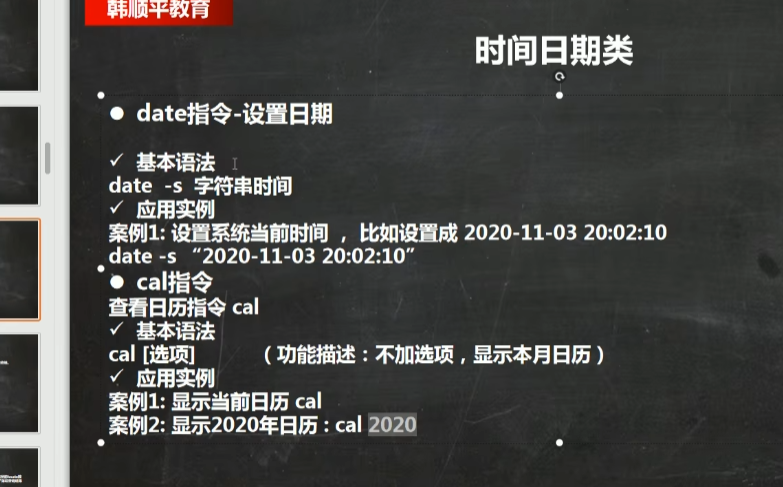 韩顺平教育
时间日期类
● date指令-设置日期
✓ 基本语法
date -s 字符串时间
✓ 应用实例
案例1: 设置系统当前时间 ， 比如设置成 2020-11-03 20:02:10
date -s “2020-11-03 20:02:10”
● cal指令
查看日历指令 cal
✓ 基本语法
cal [选项] （ 功能描述：不加选项，显示本月日历 ）
✓ 应用实例
案例1: 显示当前日历 cal
案例2: 显示2020年日历 : cal 2020